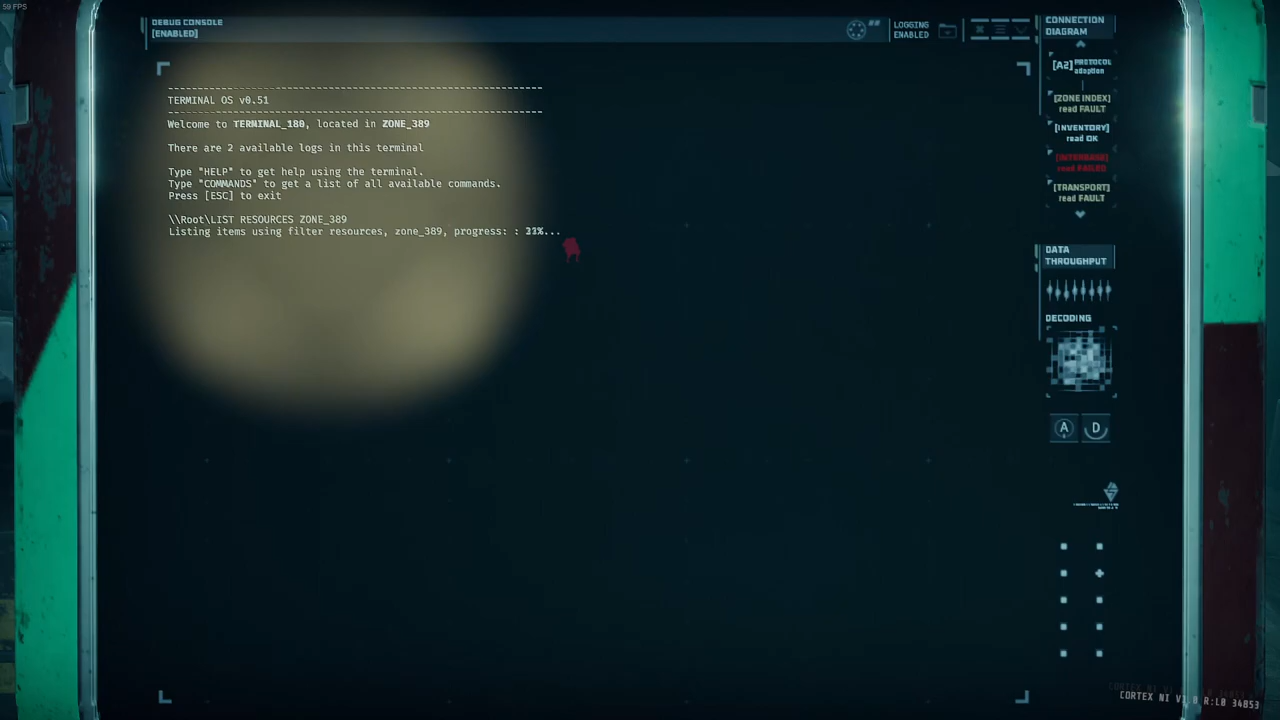 59 FPS
DEBUG CONSOLE
[ENABLED]
LOGGING
ENABLED
CONNECTION
DIAGRAM
[A2] PROTOCOL
adaption
[ZONE INDEX]
read FAULT
[INVENTORY]
read OK
read FAILED
[TRANSPORT]
read FAULT
------------------------------------------------------------------
TERMINAL OS v0.51
------------------------------------------------------------------
Welcome to TERMINAL_180, located in ZONE_389
There are 2 available logs in this terminal
Type "HELP" to get help using the terminal.
Type "COMMANDS" to get a list of all available commands.
Press [ESC] to exit
\\Root\LIST RESOURCES ZONE_389
Listing items using filter resources, zone_389, progress: :
DATA
THROUGHPUT
DECODING
A D
CORTEX NI V1.0 R:L0 34853